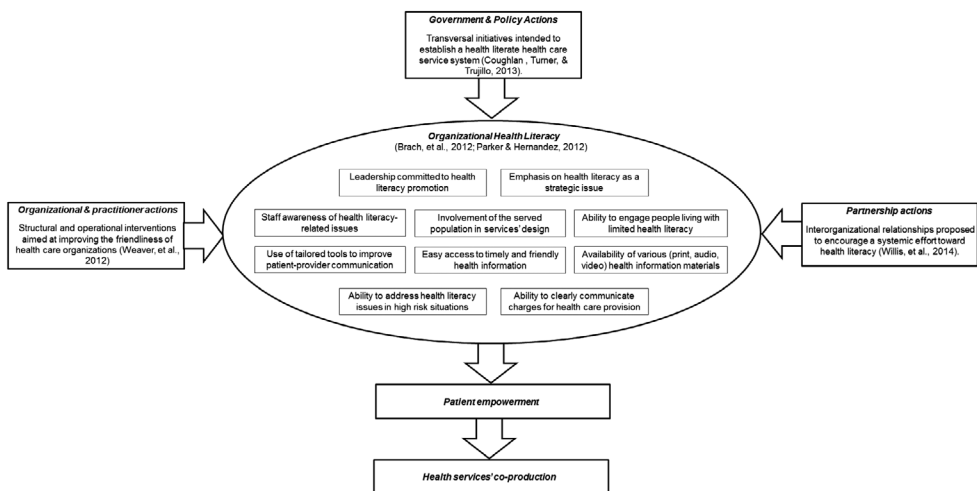 Government & Policy Actions
Transversal initiatives intended to
establish a health literate health care
service system (Coughlan , Turner, &
Trujillo, 2013).
Organizational Health Literacy
(Brach, et al., 2012; Parker & Hernandez, 2012)
Leadership committed to health
literacy promotion
Emphasis on health literacy as a
strategic issue
Organizational & practitioner actions
Structural and operational interventions
aimed at improving the friendliness of
health care organizations (Weaver, et al.,
2012)
Staff awareness of health literacy-
related issues
Involvement of the served
population in services' design
Ability to engage people living with
limited health literacy
Use of tailored tools to improve
patient-provider communication
Easy access to timely and friendly
health information
Availability of various (print, audio,
video) health information materials
Ability to address health literacy
issues in high risk situations
Ability to clearly communicate
charges for health care provision
Partnership actions
Interorganizational relationships proposed
to encourage a systemic effort toward
health literacy (Willis, et al., 2014).
Patient empowerment
Health services' co-production